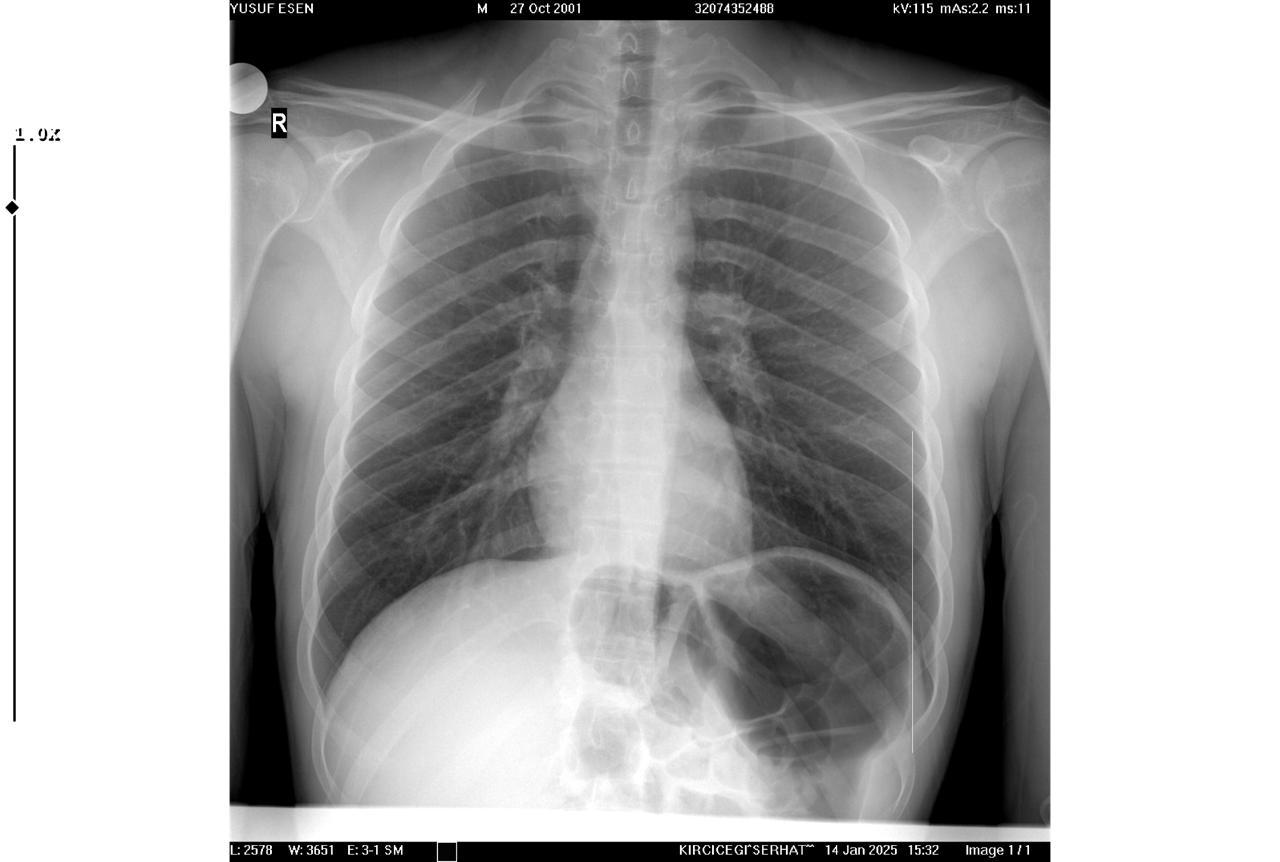 YUSUF ESEN M 27 Oct 2001 32074352488 kV:115 mAs:2.2 ms:11
R
1.0X
L: 2578 W: 3651 E: 3-1 SM KIRCICEGI^SERHAT^^ 14 Jan 2025 15:32 Image 1 / 1